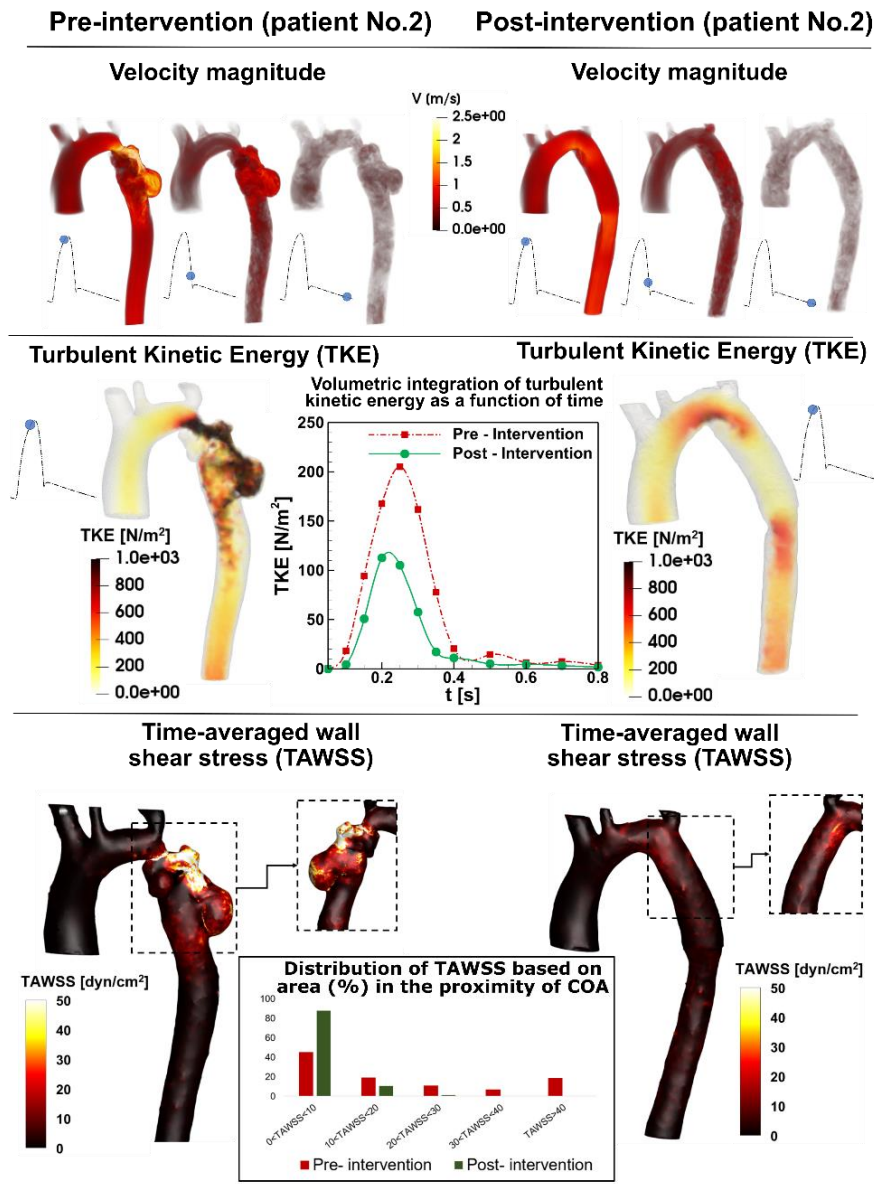 Pre-intervention (patient No.2)
Post-intervention (patient No.2)
Velocity magnitude
Velocity magnitude
V (m/s)
2.5e+00
2
1.5
1
0.5
0.0e+00
Turbulent Kinetic Energy (TKE)
Turbulent Kinetic Energy (TKE)
Volumetric integration of turbulent
kinetic energy as a function of time
250
200
150
100
50
0
TKE [N/m²]
Pre - Intervention
Post - Intervention
0.2
0.4
0.6
0.8
t [s]
TKE [N/m²]
1.0e+03
800
600
400
200
0.0e+00
TKE [N/m²]
1.0e+03
800
600
400
200
0.0e+00
Time-averaged wall
shear stress (TAWSS)
Time-averaged wall
shear stress (TAWSS)
TAWSS [dyn/cm²]
50
40
30
20
10
0
Distribution of TAWSS based on
area (%) in the proximity of COA
100
80
60
40
20
0
0<TAWSS<10
10<TAWSS<20
20<TAWSS<30
30<TAWSS<40
TAWSS>40
Pre- intervention
Post- intervention
TAWSS [dyn/cm²]
50
40
30
20
10
0